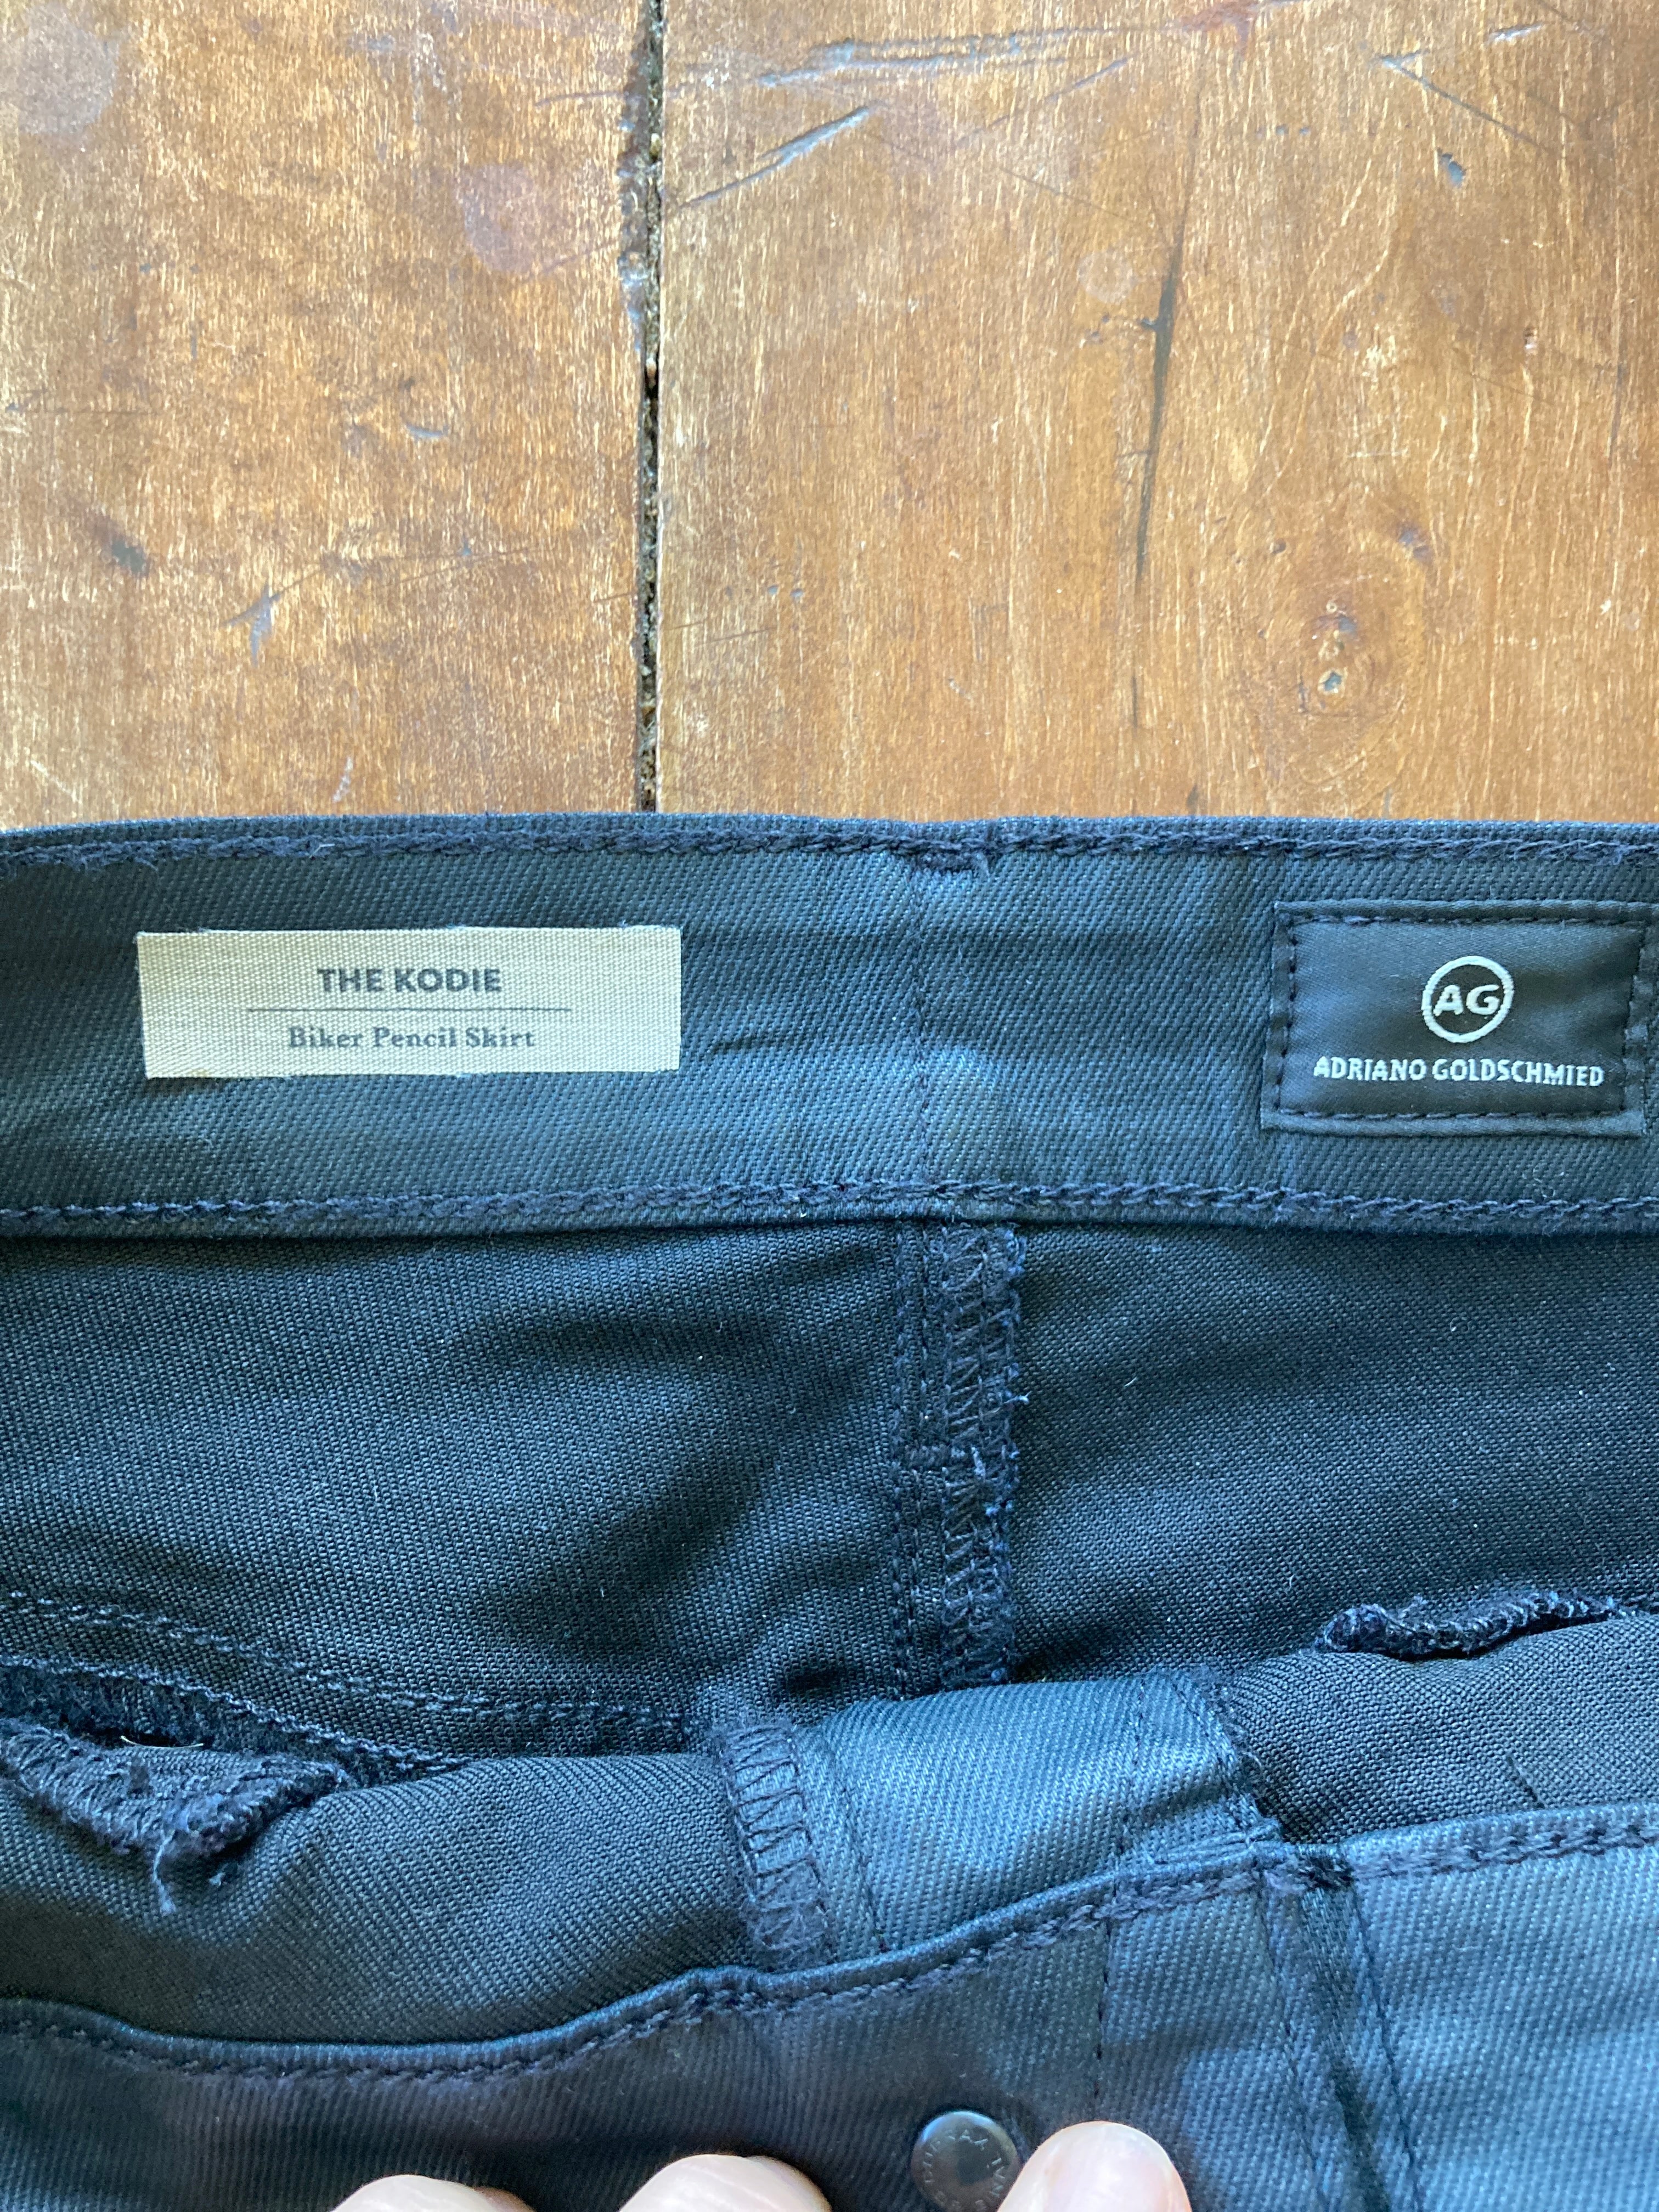 THE KODIE
Biker Pencil Skirt
AG
ADRIANO GOLDSCHMIED